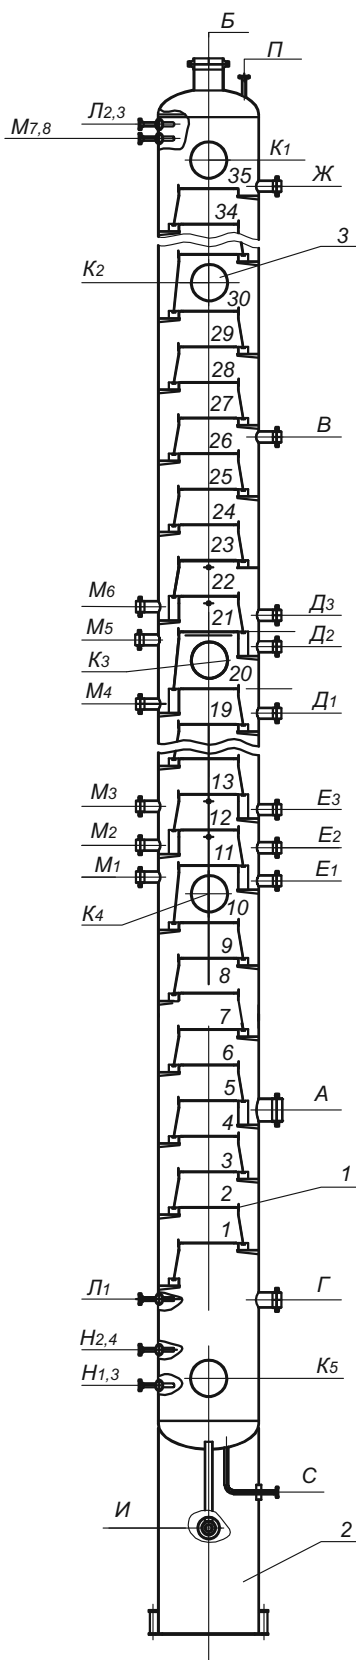 Б
П
Л2,3
М7,8
К1
35
Ж
34
3
К2
30
29
28
27
В
26
25
24
23
М6
22
Д3
21
М5
Д2
К3
20
М4
19
Д1
13
М3
Е3
12
М2
Е2
11
М1
Е1
10
К4
9
8
7
6
5
А
4
3
1
2
1
Л1
Г
Н2,4
К5
Н1,3
С
И
2